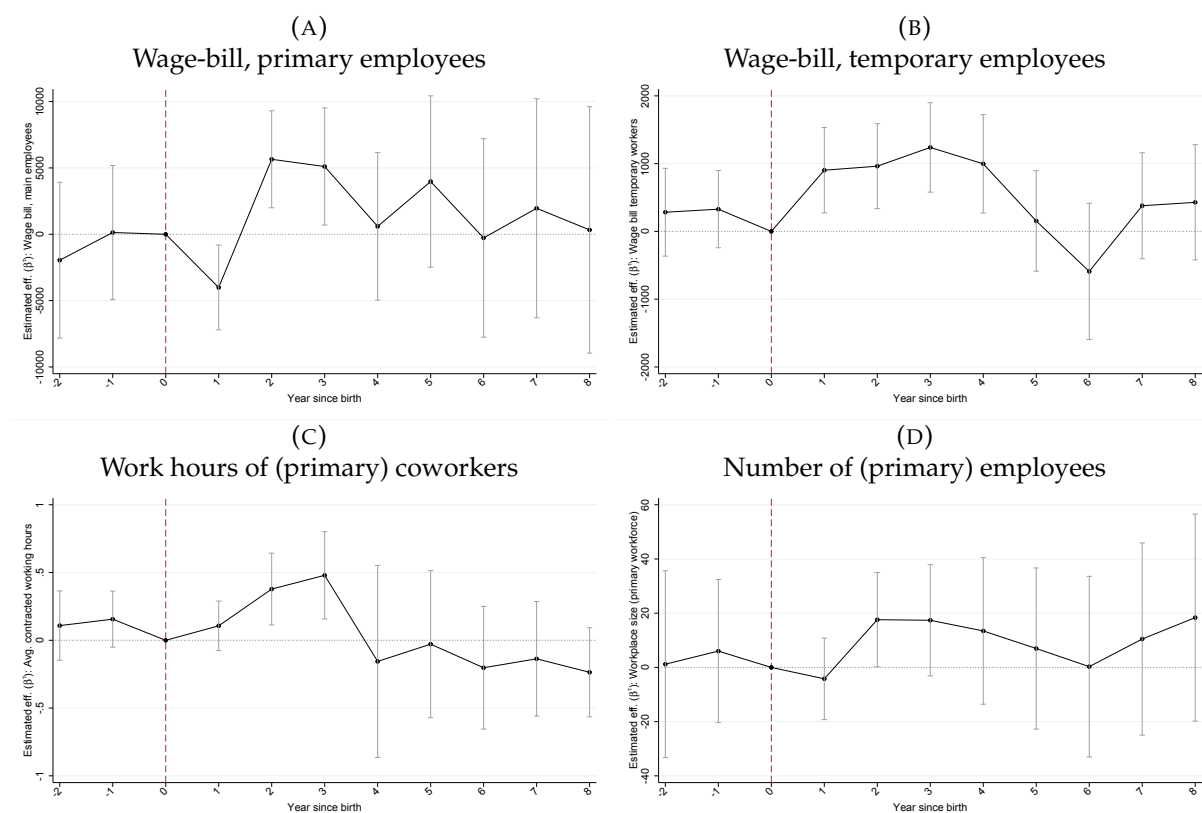 (A)
Wage-bill, primary employees
Estimated eff. (β'): Wage bill, main employees
10000
50000
0
-50000
-10000
-2 -1 0 1 2 3 4 5 6 7 8
Year since birth
(B)
Wage-bill, temporary employees
Estimated eff. (β'): Wage bill temporary workers
2000
1000
0
-1000
-2000
-2 -1 0 1 2 3 4 5 6 7 8
Year since birth
(C)
Work hours of (primary) coworkers
Estimated eff. (β'): Avg. contracted working hours
1
.5
0
-.5
-1
-2 -1 0 1 2 3 4 5 6 7 8
Year since birth
(D)
Number of (primary) employees
Estimated eff. (β'): Workplace size (primary workforce)
60
40
20
0
-20
-40
-2 -1 0 1 2 3 4 5 6 7 8
Year since birth